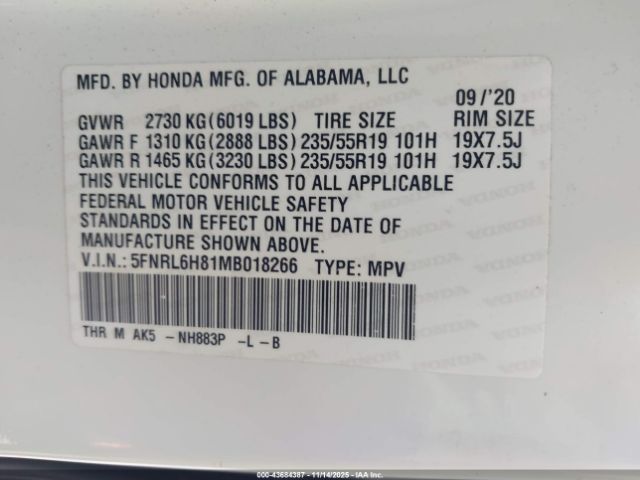 MFD. BY HONDA MFG. OF ALABAMA, LLC
09/'20
GVWR 2730 KG(6019 LBS) TIRE SIZE RIM SIZE
GAWR F 1310 KG(2888 LBS) 235/55R19 101H 19X7.5J
GAWR R 1465 KG(3230 LBS) 235/55R19 101H 19X7.5J
THIS VEHICLE CONFORMS TO ALL APPLICABLE
FEDERAL MOTOR VEHICLE SAFETY
STANDARDS IN EFFECT ON THE DATE OF
MANUFACTURE SHOWN ABOVE.
V.I.N.: 5FNRL6H81MB018266 TYPE: MPV
THR M AK5 - NH883P -L -B
000-43684387 - 11/14/2025 - IAA Inc.